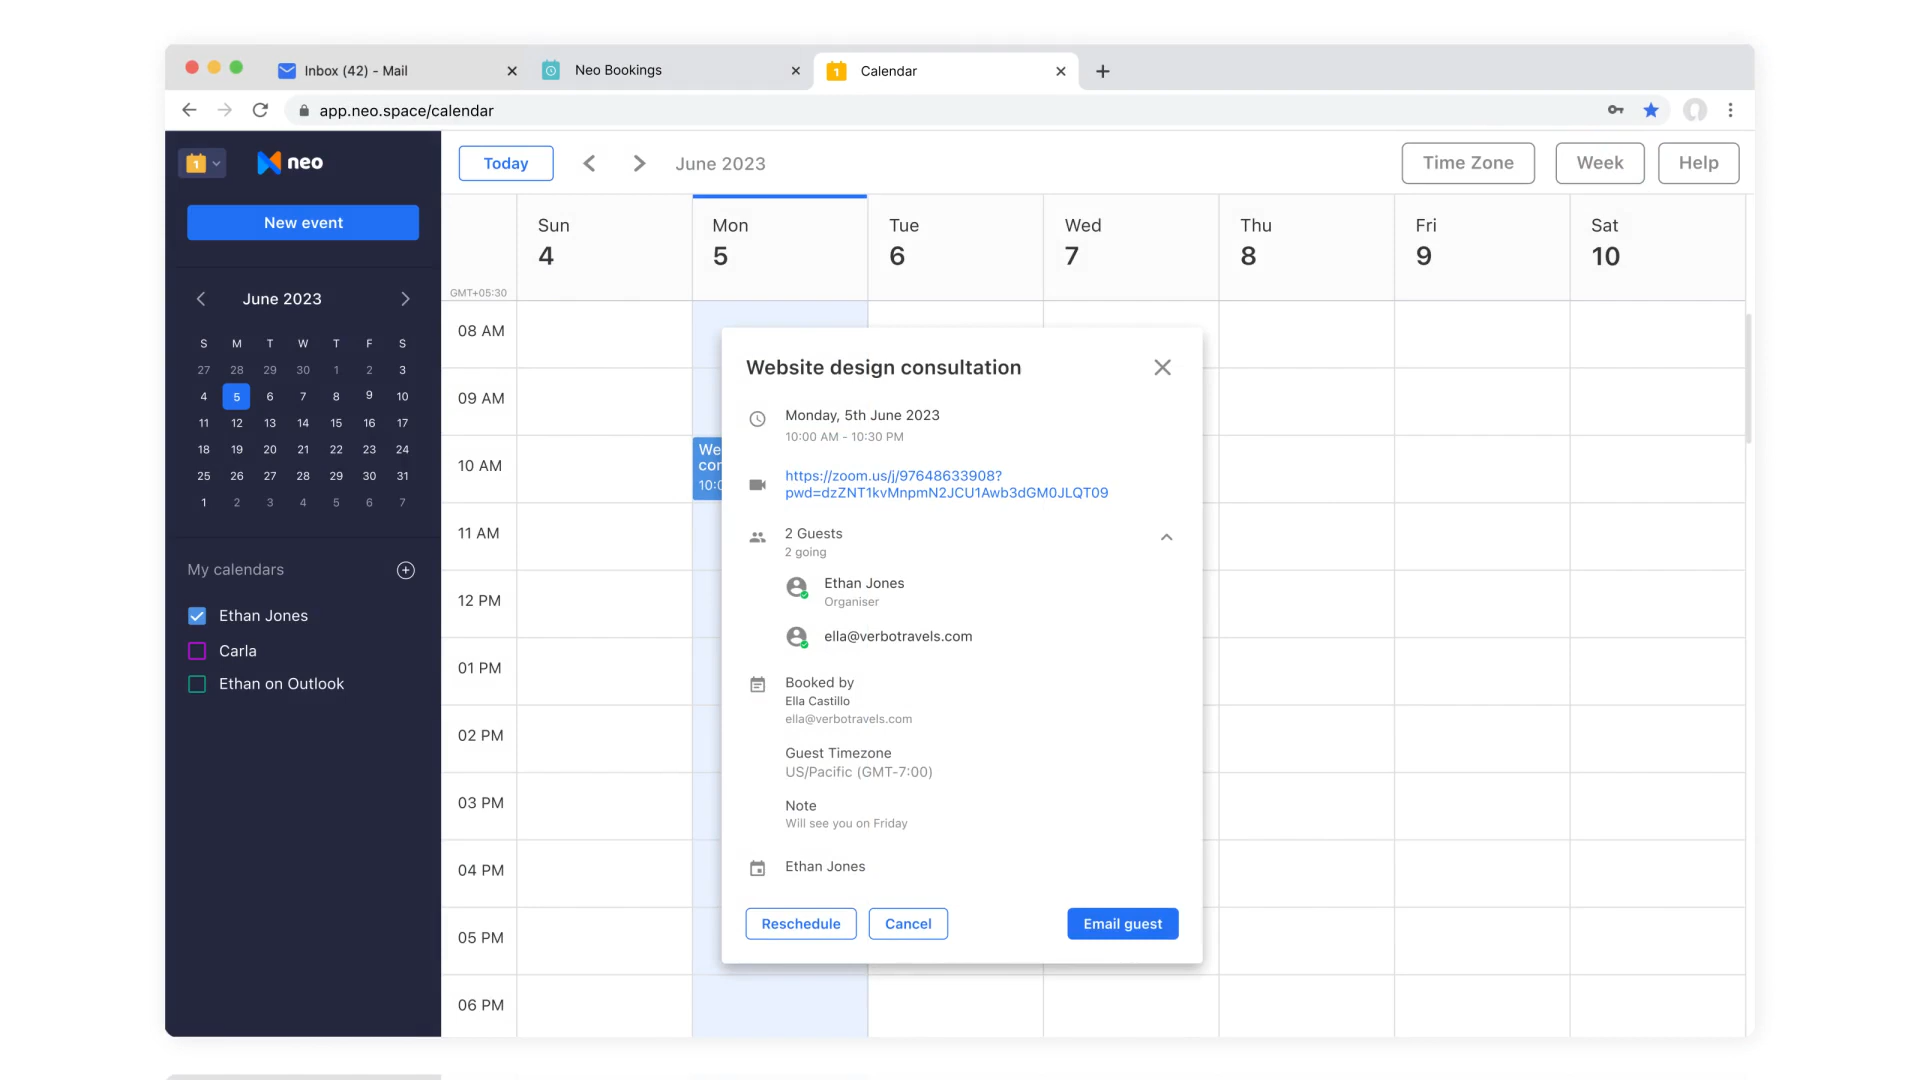 Inbox (42) - Mail
Neo Bookings
Calendar
app.neo.space/calendar
1
neo
New event
June 2023
S M T W T F S
27 28 29 30 1 2 3
4 5 6 7 8 9 10
11 12 13 14 15 16 17
18 19 20 21 22 23 24
25 26 27 28 29 30 31
1 2 3 4 5 6 7
My calendars
Ethan Jones
Carla
Ethan on Outlook
Today
June 2023
Time Zone
Week
Help
GMT+05:30
Sun
4
Mon
5
Tue
6
Wed
7
Thu
8
Fri
9
Sat
10
08 AM
09 AM
10 AM
11 AM
12 PM
01 PM
02 PM
03 PM
04 PM
05 PM
06 PM
We
con
10:0
Website design consultation
Monday, 5th June 2023
10:00 AM - 10:30 PM
https://zoom.us/j/97648633908?
pwd=dzZNT1kvMnpmN2JCU1Awb3dGM0JLQT09
2 Guests
2 going
Ethan Jones
Organiser
ella@verbotravels.com
Booked by
Ella Castillo
ella@verbotravels.com
Guest Timezone
US/Pacific (GMT-7:00)
Note
Will see you on Friday
Ethan Jones
Reschedule
Cancel
Email guest